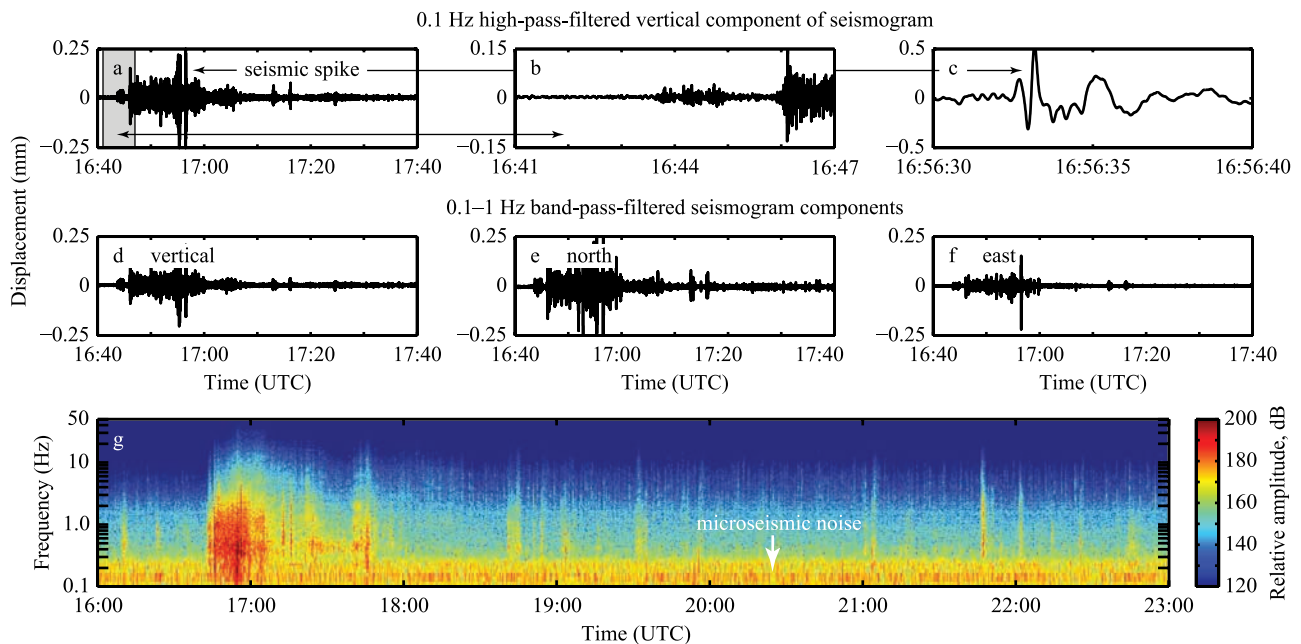 0.1 Hz high-pass-filtered vertical component of seismogram
0.25 0 −0.25
a seismic spike
16:40 17:00 17:20 17:40
0.15 0 −0.15
b
16:41 16:44 16:47
0.5 0 −0.5
c
16:56:30 16:56:35 16:56:40
Displacement (mm)
0.1–1 Hz band-pass-filtered seismogram components
0.25 0 −0.25
d vertical
16:40 17:00 17:20 17:40
Time (UTC)
0.25 0 −0.25
e north
16:40 17:00 17:20 17:40
Time (UTC)
0.25 0 −0.25
f east
16:40 17:00 17:20 17:40
Time (UTC)
Frequency (Hz)
50 10 1.0 0.1
g
microseismic noise
16:00 17:00 18:00 19:00 20:00 21:00 22:00 23:00
Time (UTC)
200 180 160 140 120
Relative amplitude, dB